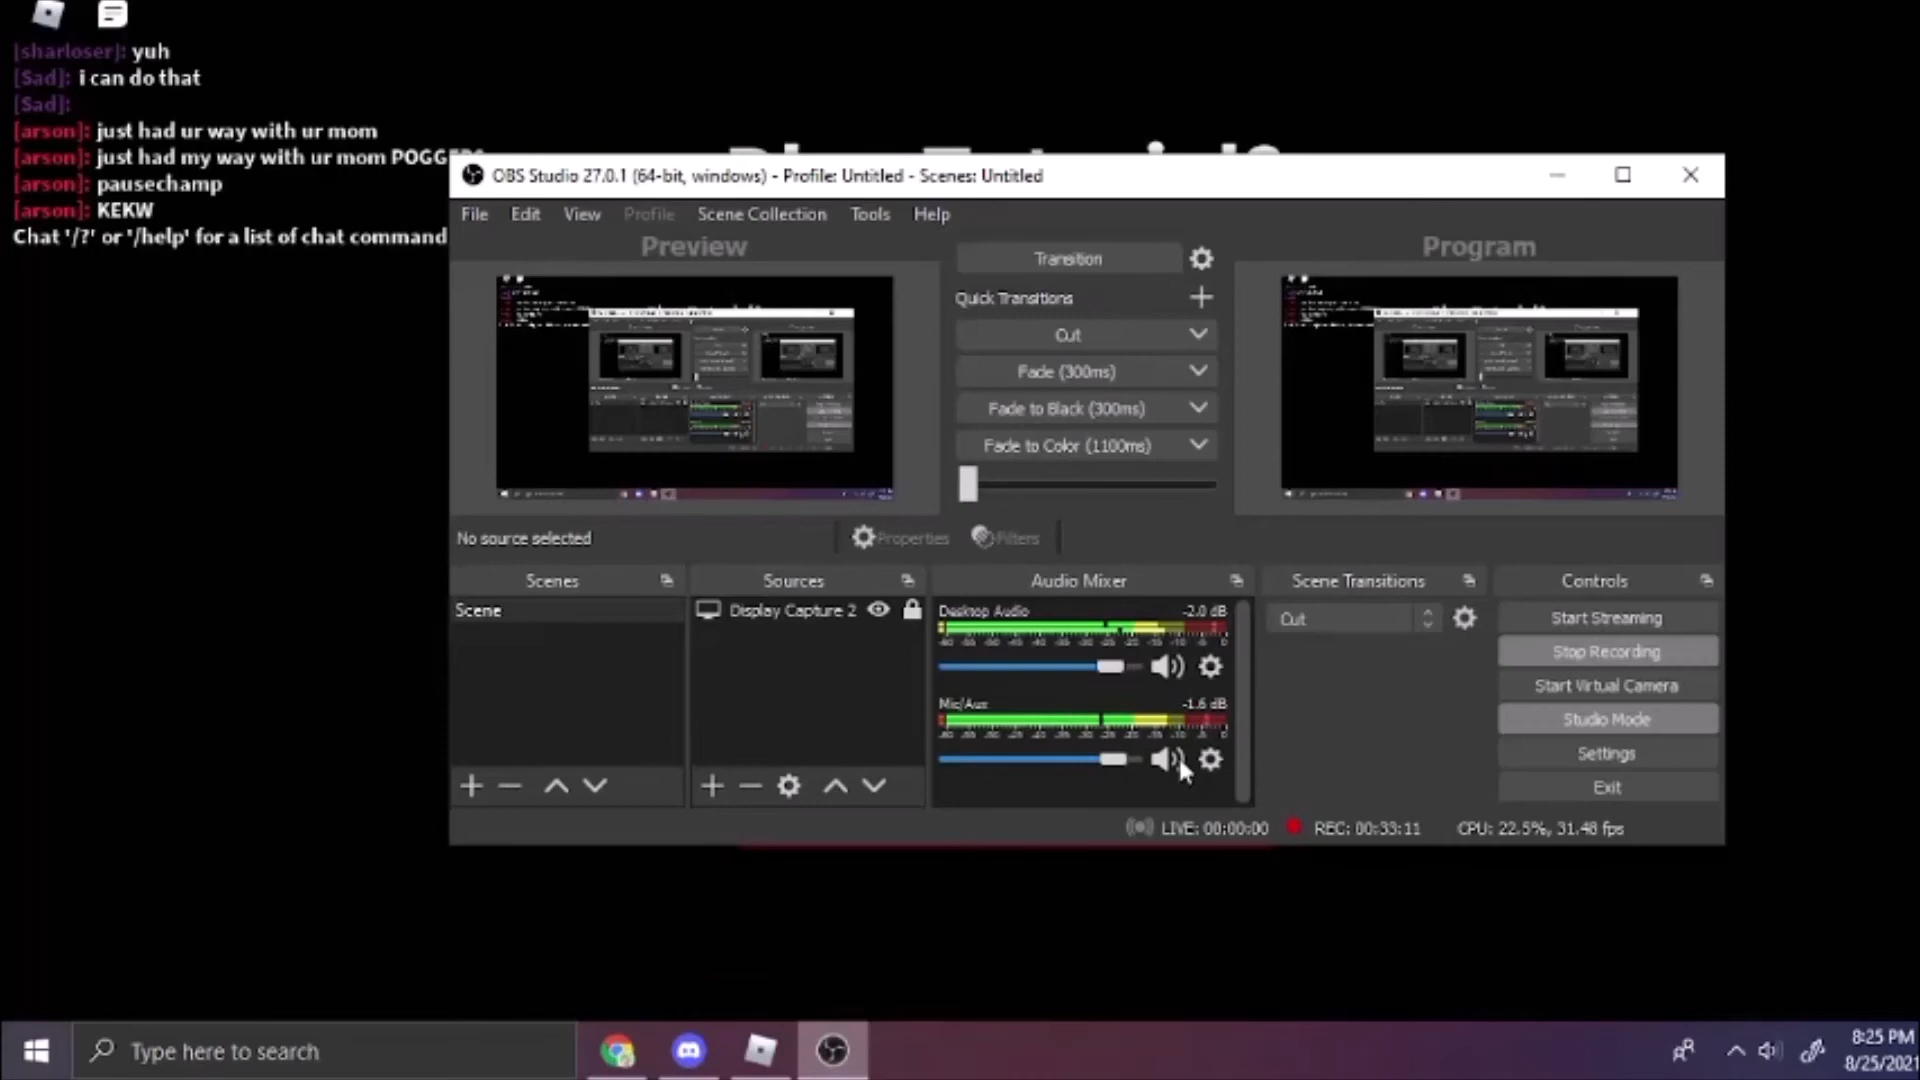 [sharloser]: yuh
[Sad]: i can do that
[Sad]:
[arson]: just had ur way with ur mom
[arson]: just had my way with ur mom POGGERS
[arson]: pausechamp
[arson]: KEKW
Chat '/?' or '/help' for a list of chat command
OBS Studio 27.0.1 (64-bit, windows) - Profile: Untitled - Scenes: Untitled
File Edit View Profile Scene Collection Tools Help
Preview
Transition
Program
Quick Transitions
Cut
Fade (300ms)
Fade to Black (300ms)
Fade to Color (1100ms)
No source selected
Properties
Filters
Scenes
Sources
Audio Mixer
Scene Transitions
Controls
Scene
Display Capture 2
Desktop Audio -2.0 dB
Mic/Aux -1.6 dB
Cut
Start Streaming
Stop Recording
Start Virtual Camera
Studio Mode
Settings
Exit
LIVE: 00:00:00 REC: 00:33:11 CPU: 22.5%, 31.48 fps
Type here to search
8:25 PM
8/25/2021